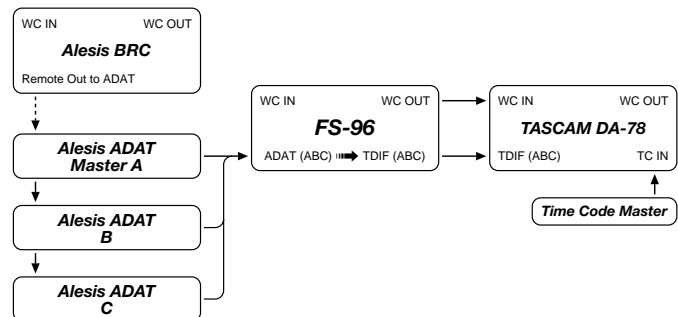 WC IN WC OUT
Alesis BRC
Remote Out to ADAT
Alesis ADAT
Master A
Alesis ADAT
B
Alesis ADAT
C
WC IN WC OUT
FS-96
ADAT (ABC) TDIF (ABC)
WC IN WC OUT
TASCAM DA-78
TDIF (ABC) TC IN
Time Code Master